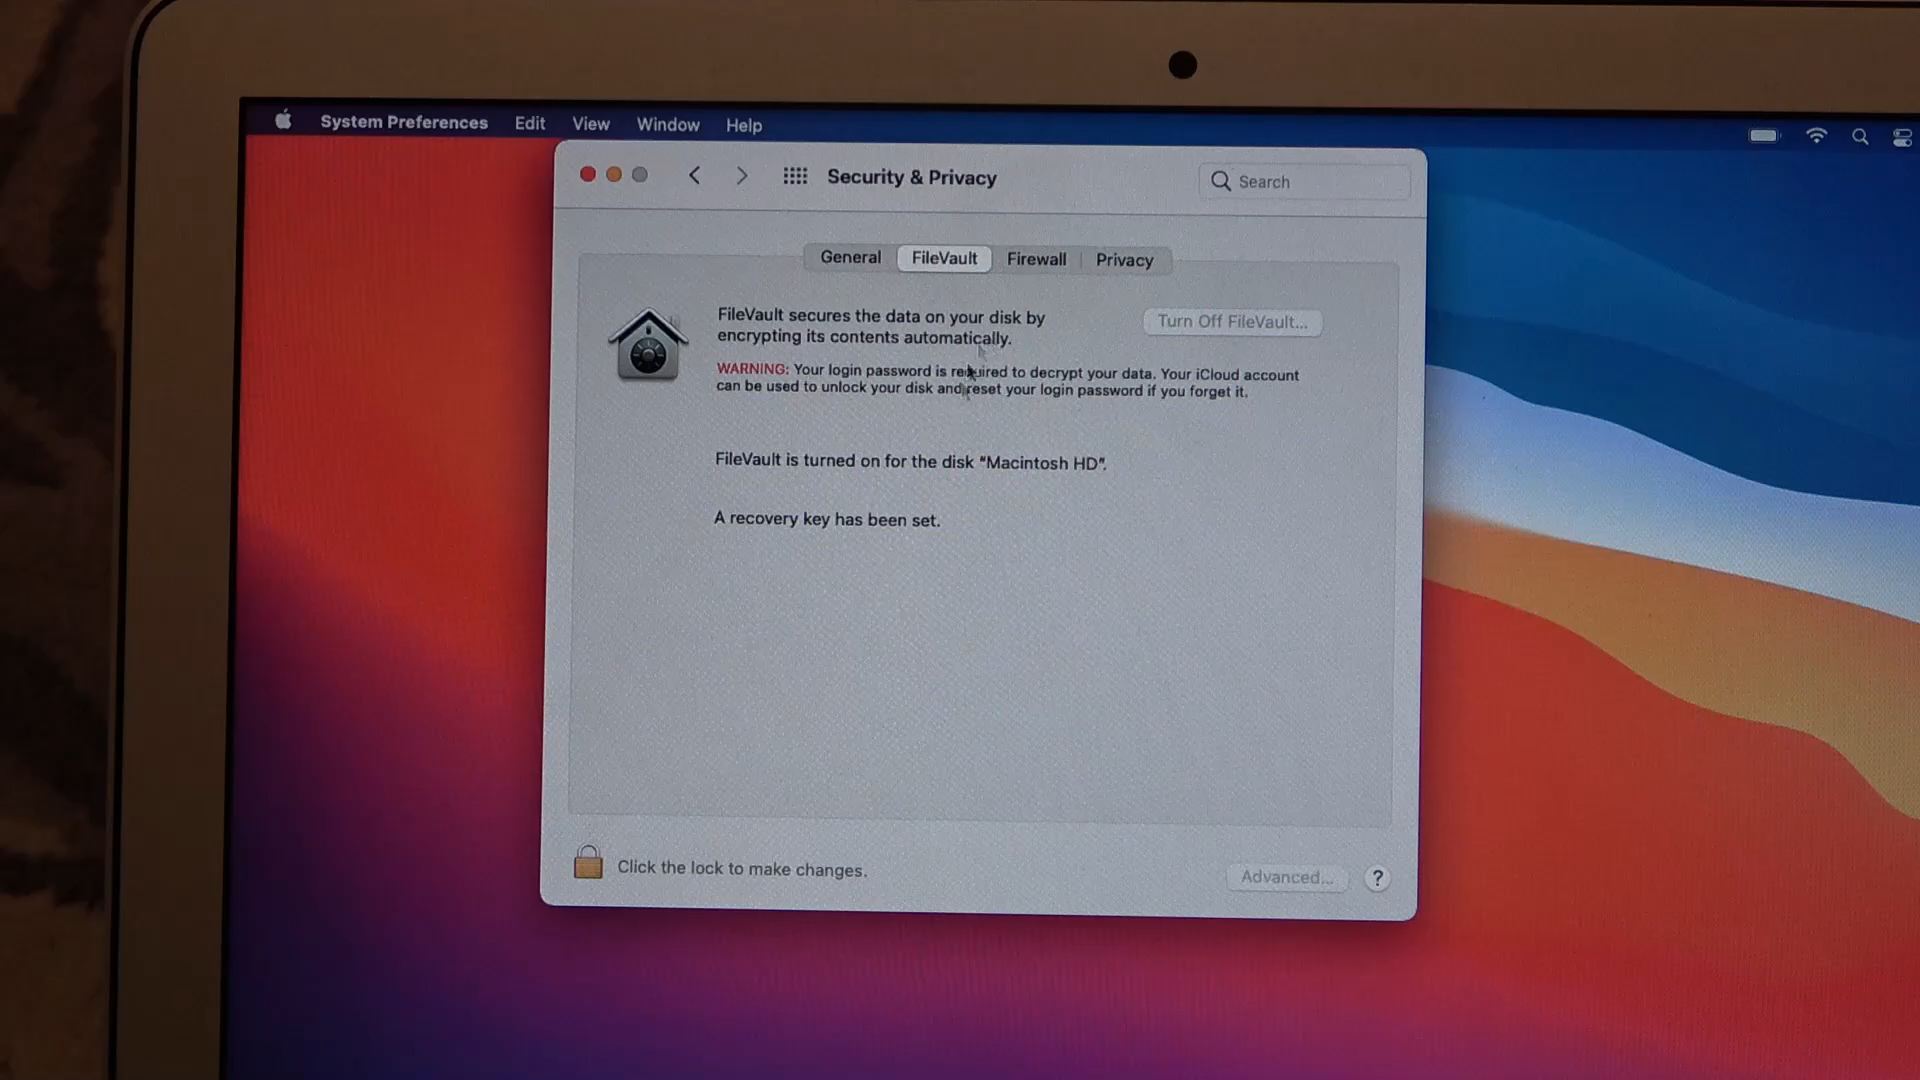 System Preferences Edit View Window Help
Security & Privacy
Search
General FileVault Firewall Privacy
FileVault secures the data on your disk by
encrypting its contents automatically.
Turn Off FileVault...
WARNING: Your login password is required to decrypt your data. Your iCloud account
can be used to unlock your disk and reset your login password if you forget it.
FileVault is turned on for the disk “Macintosh HD”.
A recovery key has been set.
Click the lock to make changes.
Advanced...
?